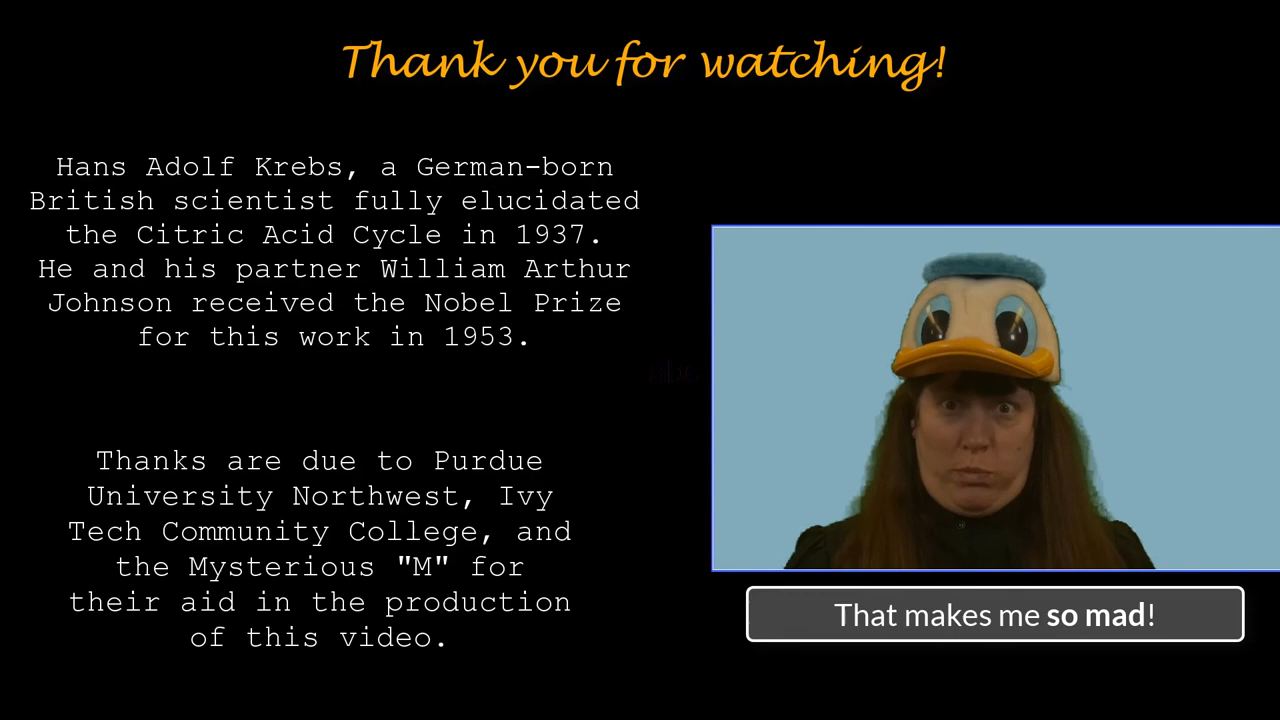 Thank you for watching!
Hans Adolf Krebs, a German-born
British scientist fully elucidated
the Citric Acid Cycle in 1937.
He and his partner William Arthur
Johnson received the Nobel Prize
for this work in 1953.
Thanks are due to Purdue
University Northwest, Ivy
Tech Community College, and
the Mysterious "M" for
their aid in the production
of this video.
That makes me so mad!